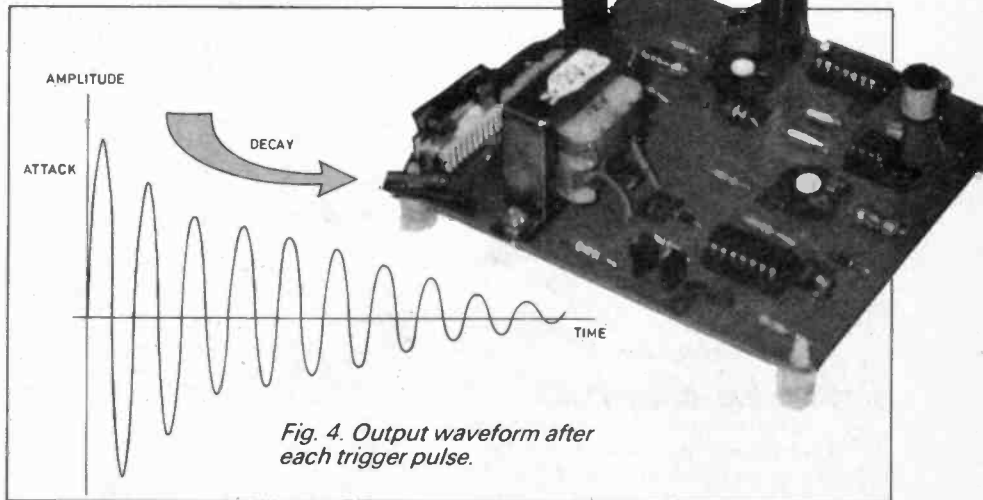 AMPLITUDE
DECAY
ATTACK
TIME
Fig. 4. Output waveform after
each trigger pulse.